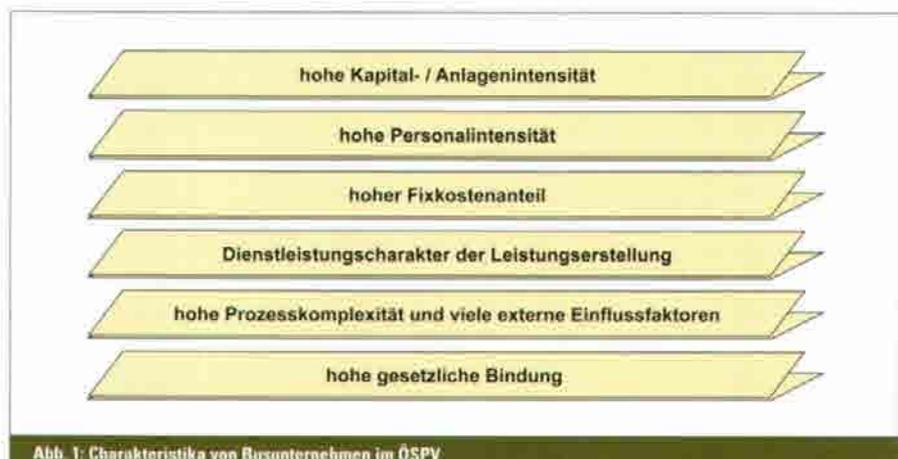 hohe Kapital- / Anlagenintensität
hohe Personalintensität
hoher Fixkostenanteil
Dienstleistungscharakter der Leistungserstellung
hohe Prozesskomplexität und viele externe Einflussfaktoren
hohe gesetzliche Bindung
Abb. 1: Charakteristika von Busunternehmen im ÖSPV